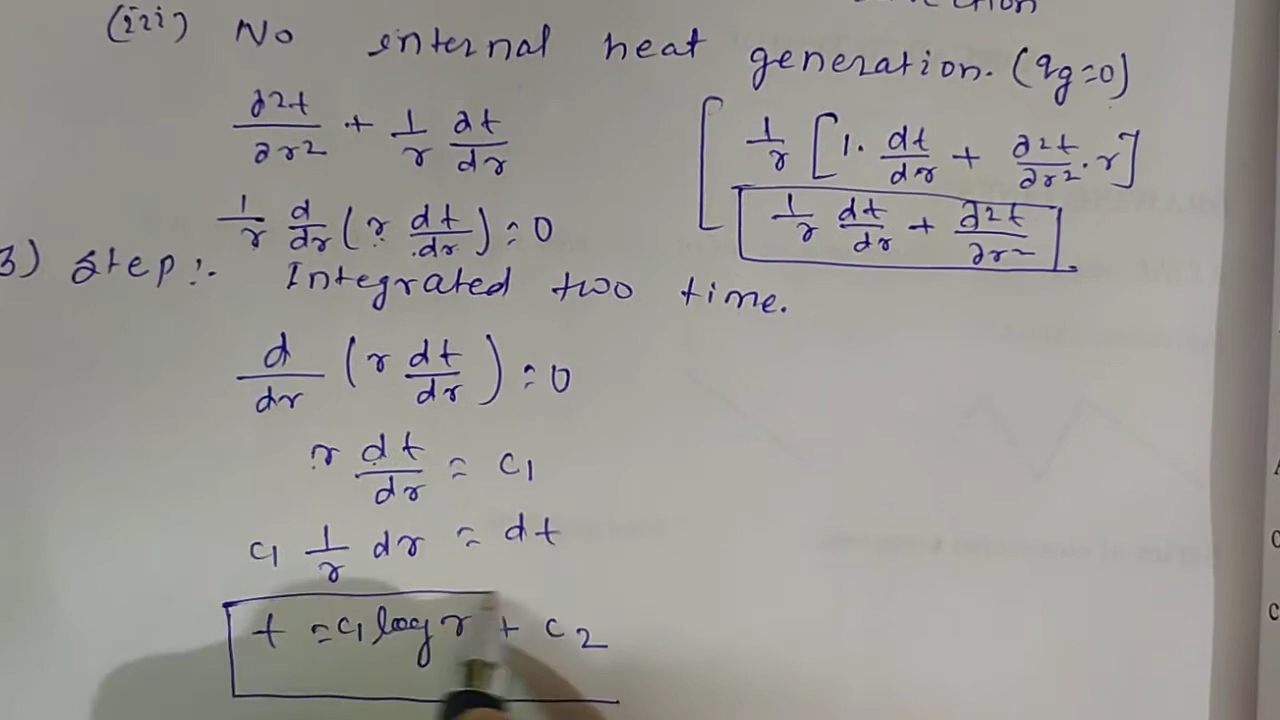 (iii) No internal heat generation. (qg=0)
∂2t/∂r2 + 1/r ∂t/dr
[ 1/r [1. dt/dr + ∂2t/∂r2 . r]
1/r dt/dr + ∂2t/∂r2
1/r d/dr (r dt/dr) = 0
3) Step:. Integrated two time.
d/dr (r dt/dr) = 0
r dt/dr = c1
c1 1/r dr = dt
t = c1 log r + c2